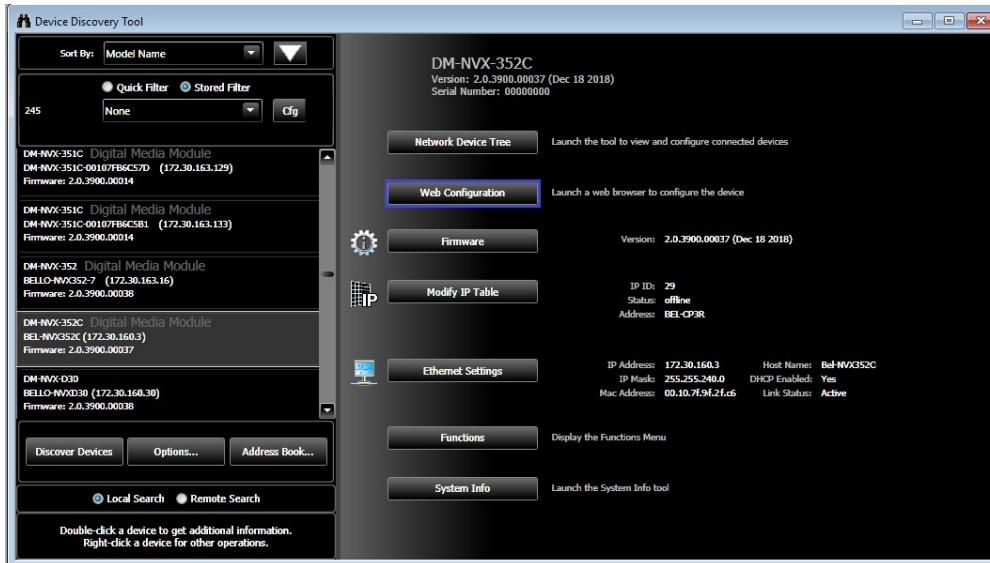 Device Discovery Tool
Sort By: Model Name
Quick Filter Stored Filter
245 None Cfg
DM-NVX-351C Digital Media Module
DM-NVX-351C-00107FB6C57D (172.30.163.129)
Firmware: 2.0.3900.00014
DM-NVX-351C Digital Media Module
DM-NVX-351C-00107FB6C5B1 (172.30.163.133)
Firmware: 2.0.3900.00014
DM-NVX-352 Digital Media Module
BELLO-NVX352-7 (172.30.163.16)
Firmware: 2.0.3900.00038
DM-NVX-352C Digital Media Module
BEL-NVX352C (172.30.160.3)
Firmware: 2.0.3900.00037
DM-NVX-D30
BELLO-NVXD30 (172.30.160.30)
Firmware: 2.0.3900.00038
Discover Devices Options... Address Book...
Local Search Remote Search
Double-click a device to get additional information.
Right-click a device for other operations.
DM-NVX-352C
Version: 2.0.3900.00037 (Dec 18 2018)
Serial Number: 00000000
Network Device Tree Launch the tool to view and configure connected devices
Web Configuration Launch a web browser to configure the device
Firmware Version: 2.0.3900.00037 (Dec 18 2018)
IP Modify IP Table IP ID: 29
Status: offline
Address: BEL-CP3R
Ethernet Settings IP Address: 172.30.160.3 Host Name: Bel-NVX352C
IP Mask: 255.255.240.0 DHCP Enabled: Yes
Mac Address: 00.10.7f.9f.2f.c6 Link Status: Active
Functions Display the Functions Menu
System Info Launch the System Info tool